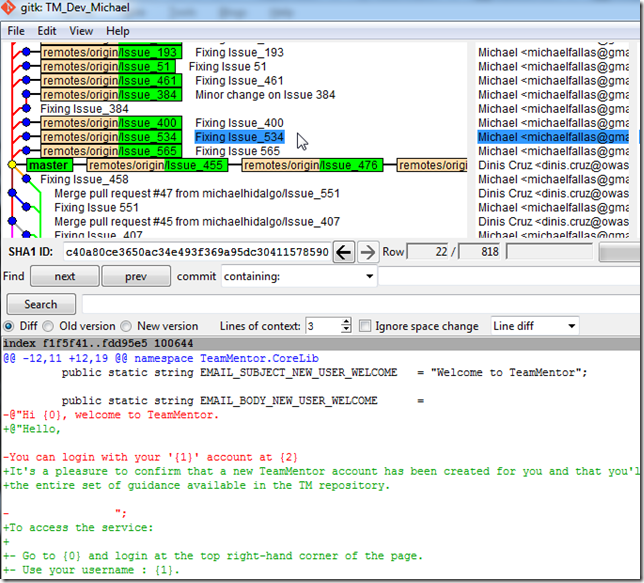 gitk: TM_Dev_Michael
File Edit View Help
remotes/origin/Issue_193 Fixing Issue_193 Michael <michaelfallas@gma
remotes/origin/Issue_51 Fixing Issue 51 Michael <michaelfallas@gma
remotes/origin/Issue_461 Fixing Issue_461 Michael <michaelfallas@gma
remotes/origin/Issue_384 Minor change on Issue 384 Michael <michaelfallas@gma
Fixing Issue_384 Michael <michaelfallas@gma
remotes/origin/Issue_400 Fixing Issue_400 Michael <michaelfallas@gma
remotes/origin/Issue_534 Fixing Issue_534 Michael <michaelfallas@gma
remotes/origin/Issue_565 Fixing Issue 565 Michael <michaelfallas@gma
master remotes/origin/Issue_455 remotes/origin/Issue_476 remotes/origin Dinis Cruz <dinis.cruz@owas
Fixing Issue_458 Michael <michaelfallas@gma
Merge pull request #47 from michaelhidalgo/Issue_551 Dinis Cruz <dinis.cruz@owas
Fixing Issue 551 Michael <michaelfallas@gma
Merge pull request #45 from michaelhidalgo/Issue_407 Dinis Cruz <dinis.cruz@owas
Fixing Issue_407 Michael <michaelfallas@gma
SHA1 ID: c40a80ce3650ac34e493f369a95dc30411578590 Row 22 / 818
Find next prev commit containing:
Search
Diff Old version New version Lines of context: 3 Ignore space change Line diff
index f1f5f41..fdd95e5 100644
@@ -12,11 +12,19 @@ namespace TeamMentor.CoreLib
public static string EMAIL_SUBJECT_NEW_USER_WELCOME = "Welcome to TeamMentor";
public static string EMAIL_BODY_NEW_USER_WELCOME =
-@"Hi {0}, welcome to TeamMentor.
+@"Hello,
-You can login with your '{1}' account at {2}
+It's a pleasure to confirm that a new TeamMentor account has been created for you and that you'l
+the entire set of guidance available in the TM repository.
- ";
+To access the service:
+
+- Go to {0} and login at the top right-hand corner of the page.
+- Use your username : {1}.